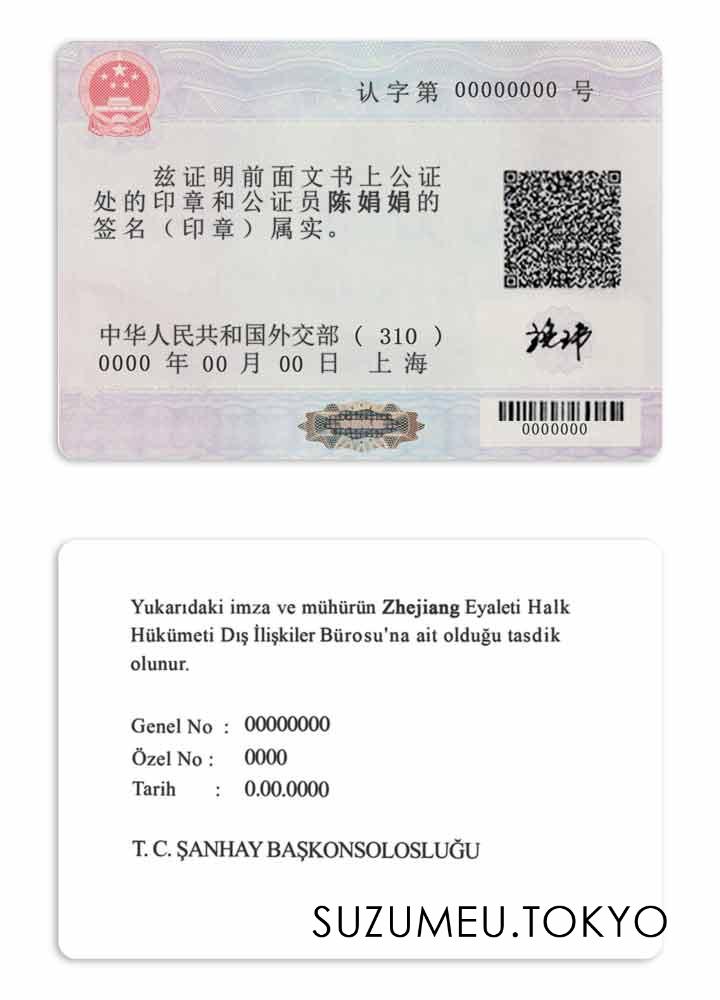 认字第 00000000 号
兹证明前面文书上公证
处的印章和公证员陈娟娟的
签名（印章）属实。
中华人民共和国外交部（ 310 ）
0000 年 00 月 00 日 上海
0000000
Yukarıdaki imza ve mühürün Zhejiang Eyaleti Halk
Hükümeti Dış İlişkiler Bürosu'na ait olduğu tasdik
olunur.
Genel No : 00000000
Özel No : 0000
Tarih : 0.00.0000
T. C. ŞANHAY BAŞKONSOLOSLUĞU
SUZUMEU.TOKYO